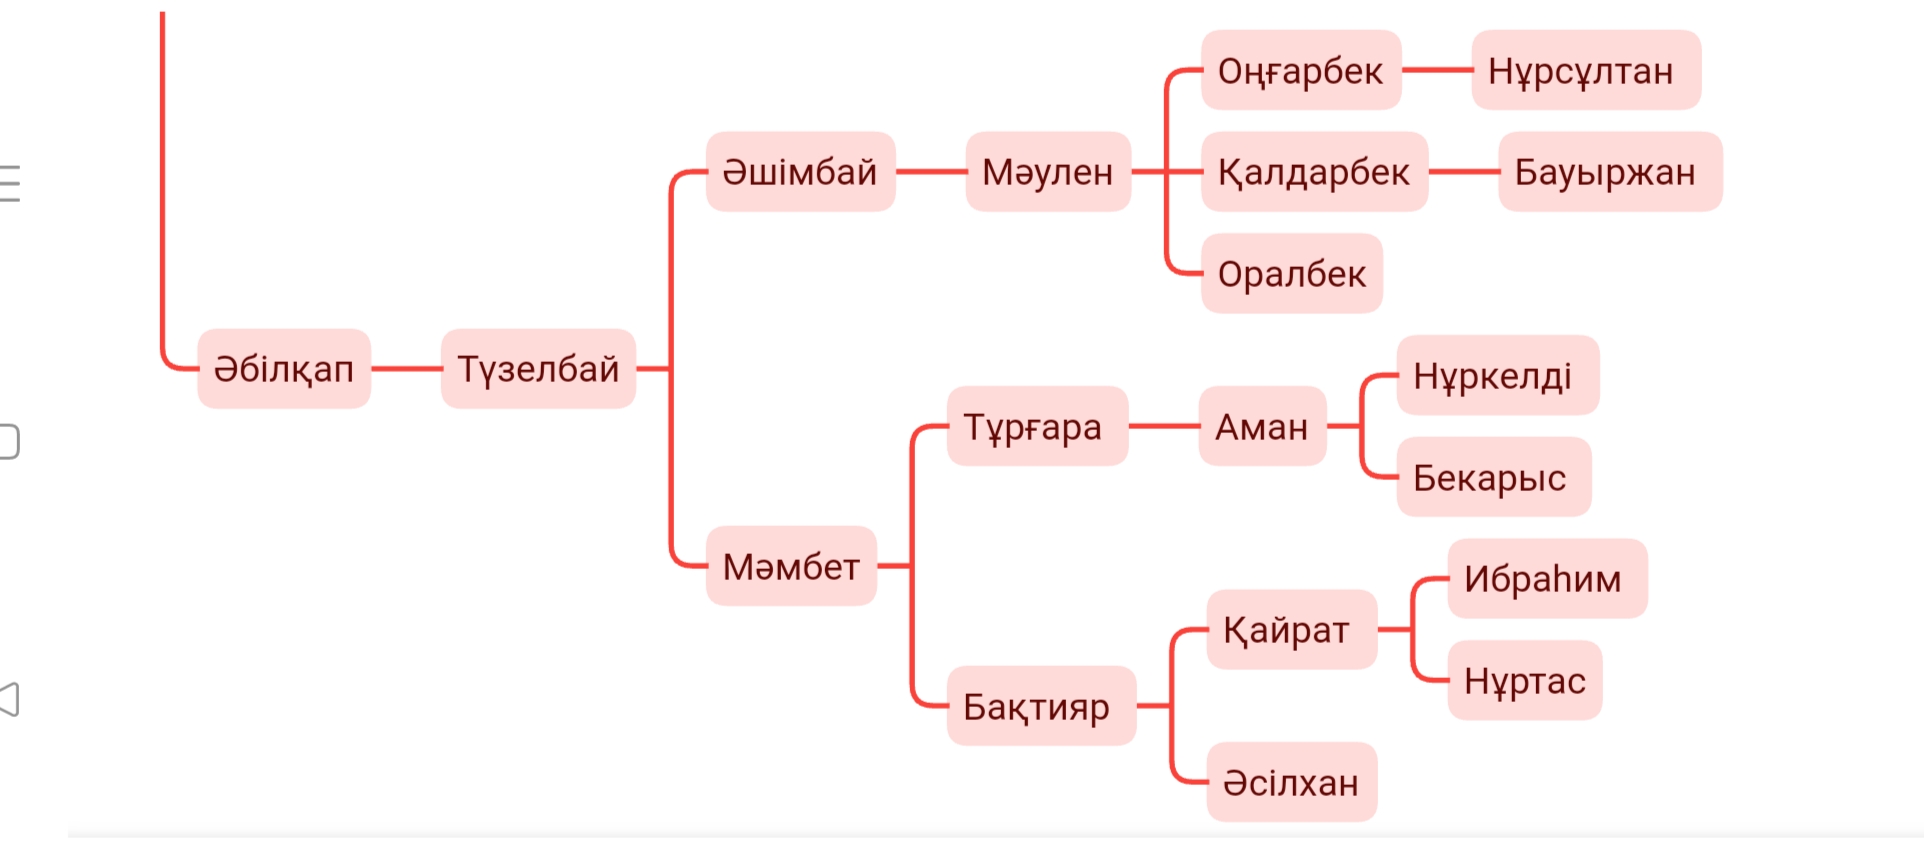 Оңғарбек
Нұрсұлтан
Әшімбай
Мәулен
Қалдарбек
Бауыржан
Оралбек
Әбілқап
Түзелбай
Нұркелді
Тұрғара
Аман
Бекарыс
Мәмбет
Ибраһим
Қайрат
Нұртас
Бақтияр
Әсілхан